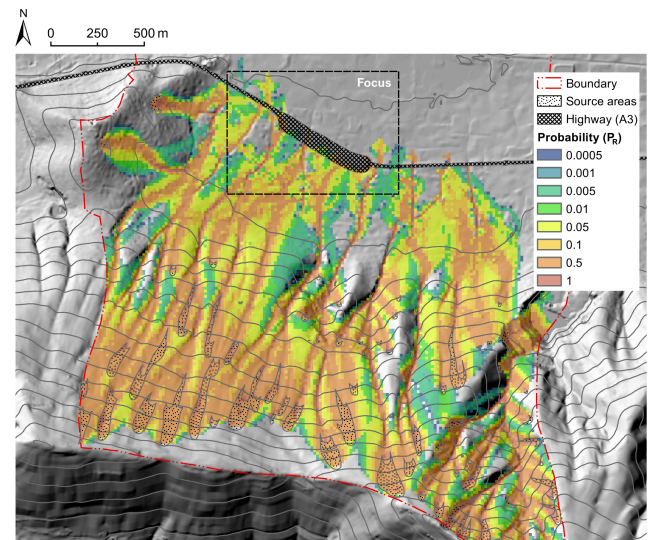 N
0 250 500 m
Focus
Boundary
Source areas
Highway (A3)
Probability (PR)
0.0005
0.001
0.005
0.01
0.05
0.1
0.5
1